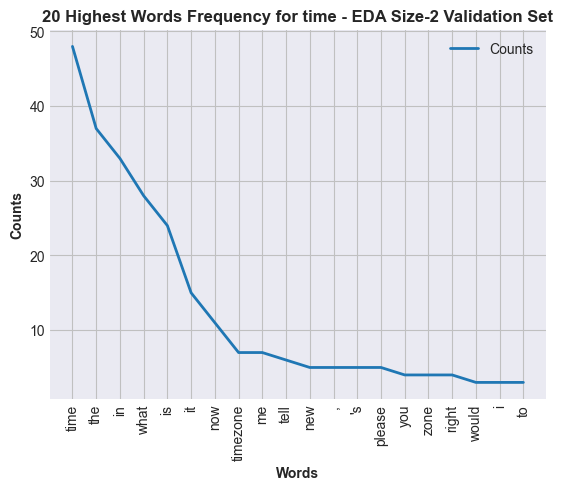 20 Highest Words Frequency for time - EDA Size-2 Validation Set
Counts
50
40
30
20
10
Counts
time
the
in
what
is
it
now
timezone
me
tell
new
,
's
please
you
zone
right
would
i
to
Words